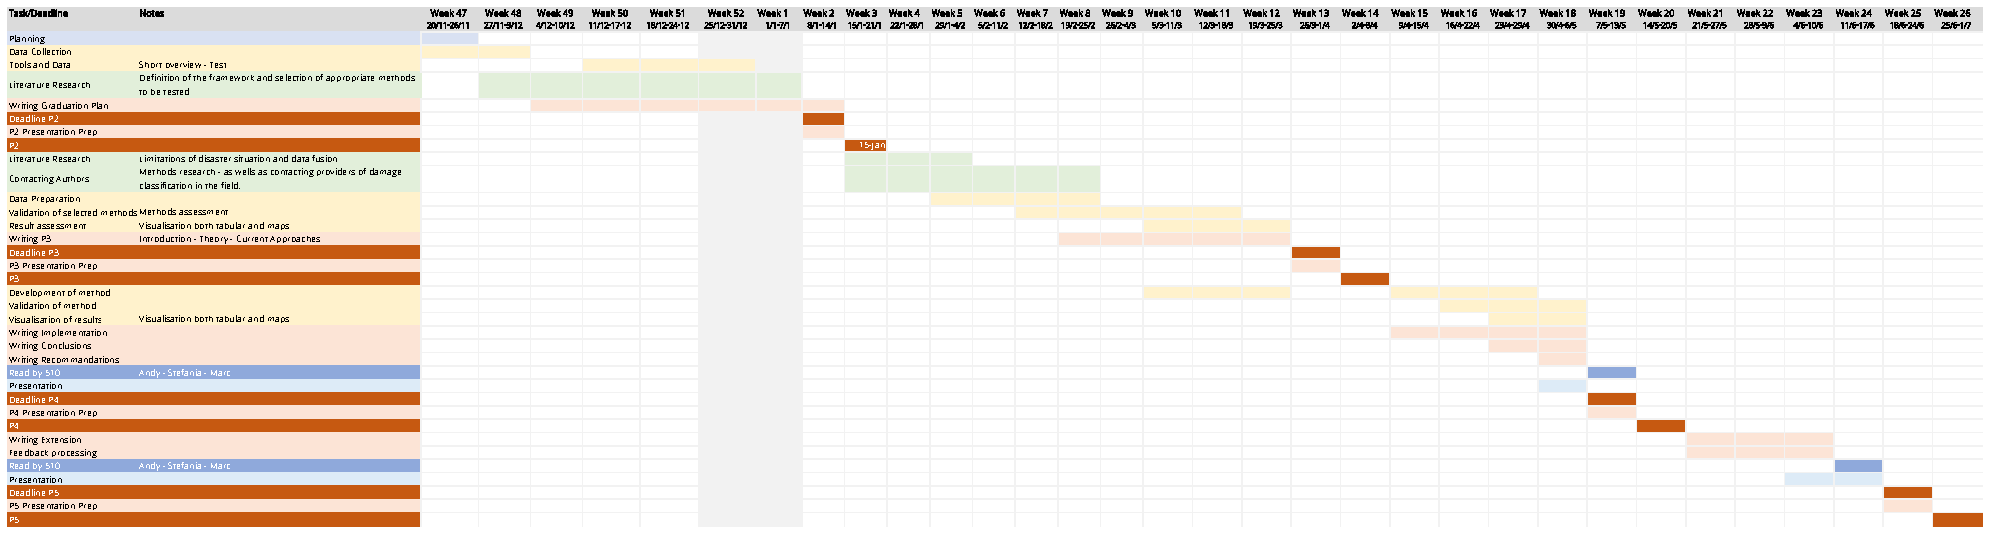 Task/Deadline Notes Week 47 Week 48 Week 49 Week 50 Week 51 Week 52 Week 1 Week 2 Week 3 Week 4 Week 5 Week 6 Week 7 Week 8 Week 9 Week 10 Week 11 Week 12 Week 13 Week 14 Week 15 Week 16 Week 17 Week 18 Week 19 Week 20 Week 21 Week 22 Week 23 Week 24 Week 25 Week 26
20/11-26/11 27/11-3/12 4/12-10/12 11/12-17-12 18/12-24-12 25/12-31/12 1/1-7/1 8/1-14/1 15/1-21/1 22/1-28/1 29/1-4/2 5/2-11/2 12/2-18/2 19/2-25/2 26/2-4/3 5/3-11/3 12/3-18/3 19/3-25/3 26/3-1/4 2/4-8/4 9/4-15/4 16/4-22/4 23/4-29/4 30/4-6/5 7/5-13/5 14/5-20/5 21/5-27/5 28/5-3/6 4/6-10/6 11/6-17/6 18/6-24/6 25/6-1/7
Planning
Data Collection
Tools and Data Short overview - Test
Literature Research Definition of the framework and selection of appropriate methods
to be tested
Writing Graduation Plan
Deadline P2
P2 Presentation Prep
P2 15-jan
Literature Research Limitations of disaster situation and data fusion
Contacting Authors Methods research - as wells as contacting providers of damage
classification in the field.
Data Preparation
Validation of selected methods Methods assessment
Result assessment Visualisation both tabular and maps
Writing P3 Introduction - Theory - Current Approaches
Deadline P3
P3 Presentation Prep
P3
Development of method
Validation of method
Visualisation of results Visualisation both tabular and maps
Writing Implementation
Writing Conclusions
Writing Recommandations
Read by 510 Andy - Stefania - Marc
Presentation
Deadline P4
P4 Presentation Prep
P4
Writing Extension
Feedback processing
Read by 510 Andy - Stefania - Marc
Presentation
Deadline P5
P5 Presentation Prep
P5